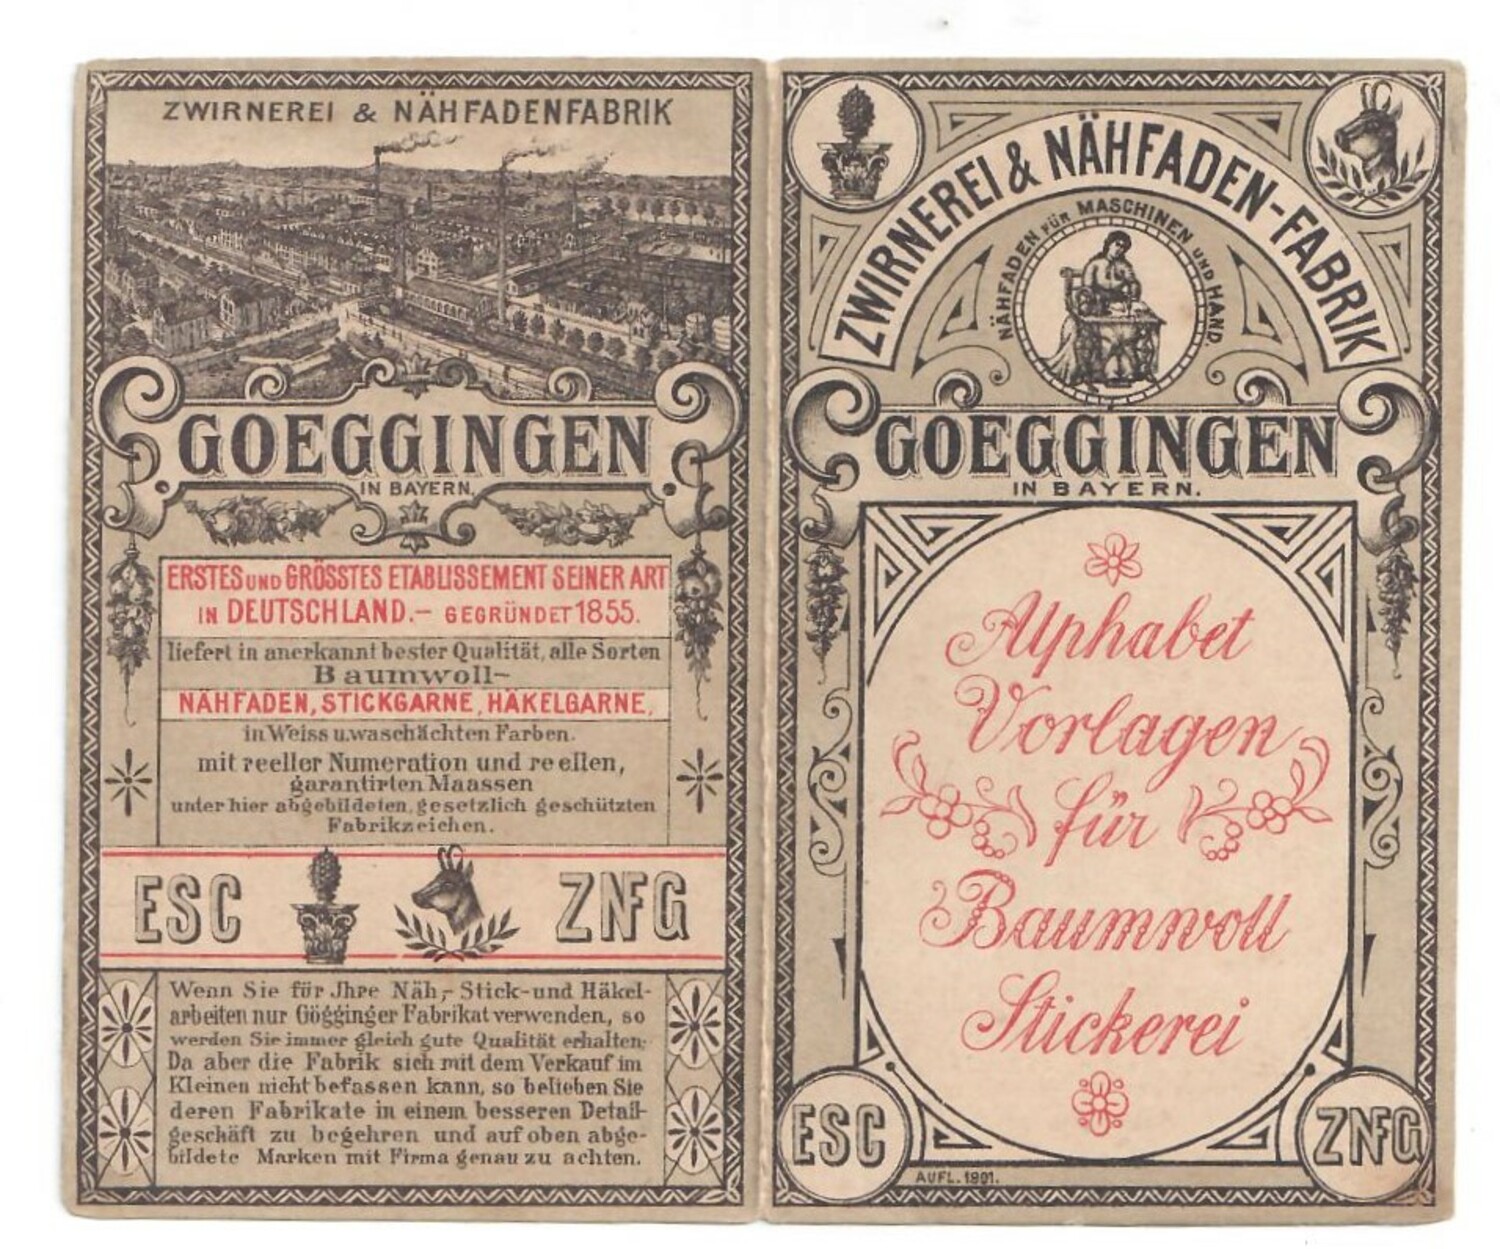 ZWIRNEREI & NÄHFADENFABRIK
GOEGGINGEN
IN BAYERN.
ERSTES UND GRÖSSTES ETABLISSEMENT SEINER ART
IN DEUTSCHLAND.— GEGRÜNDET 1855.
liefert in anerkannt bester Qualität, alle Sorten
Baumwoll-
NÄHFADEN, STICKGARNE, HÄKELGARNE,
in Weiss u. waschächten Farben.
mit reeller Numeration und reellen,
garantirten Maassen
unter hier abgebildeten, gesetzlich geschützten
Fabrikzeichen.
ESC ZNFG
Wenn Sie für Jhre Näh,- Stick-und Häkel-
arbeiten nur Gögginger Fabrikat verwenden, so
werden Sie immer gleich gute Qualität erhalten;
Da aber die Fabrik sich mit dem Verkauf im
Kleinen nicht befassen kann, so belieben Sie
deren Fabrikate in einem besseren Detail-
geschäft zu begehren und auf oben abge-
bildete Marken mit Firma genau zu achten.
ZWIRNEREI & NÄHFADEN-FABRIK
NÄHFADEN FÜR MASCHINEN UND HAND.
GOEGGINGEN
IN BAYERN.
Alphabet
Vorlagen
für
Baumwoll
Stickerei
ESC ZNFG
AUFL. 1901.